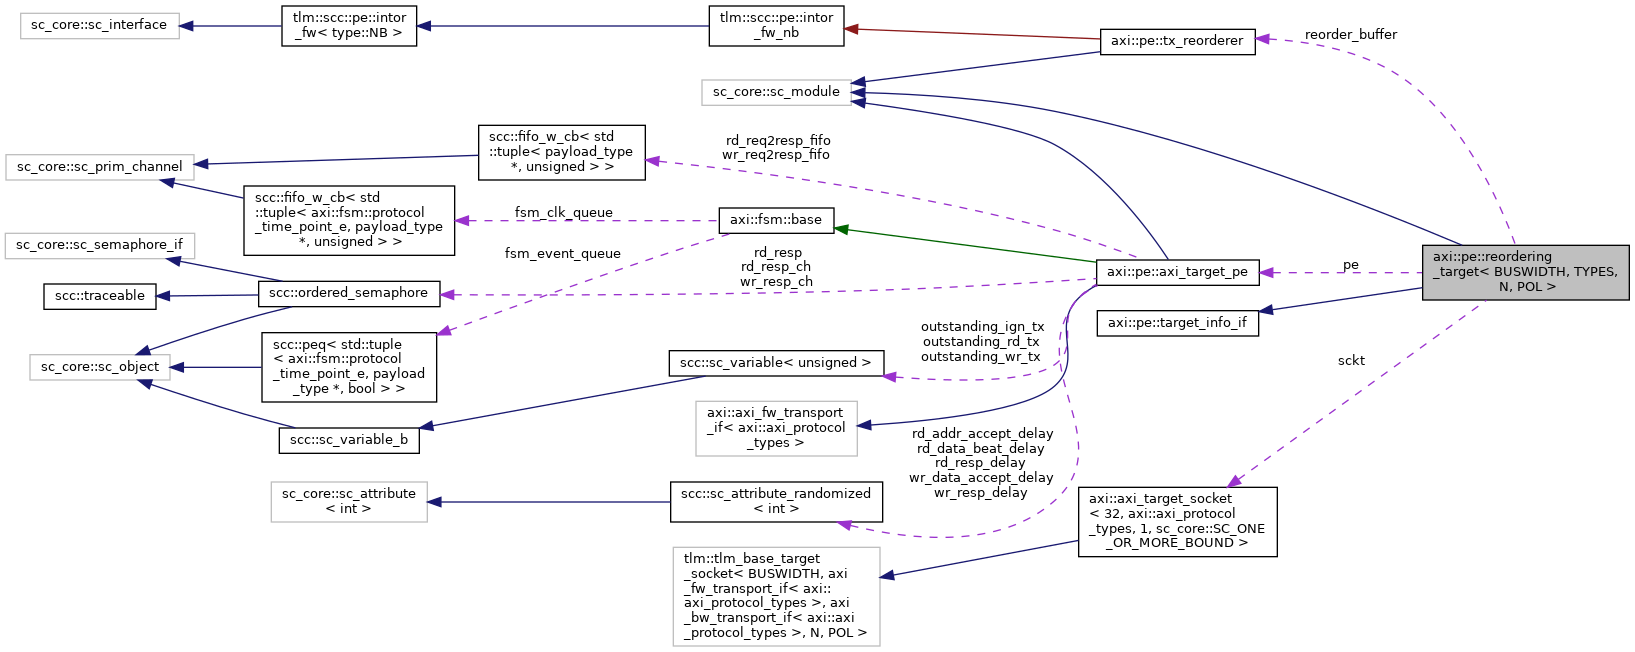 sc_core::sc_interface
tlm::scc::pe::intor
_fw< type::NB >
tlm::scc::pe::intor
_fw_nb
axi::pe::tx_reorderer
reorder_buffer
sc_core::sc_module
sc_core::sc_prim_channel
scc::fifo_w_cb< std
::tuple< payload_type
*, unsigned > >
rd_req2resp_fifo
wr_req2resp_fifo
scc::fifo_w_cb< std
::tuple< axi::fsm::protocol
_time_point_e, payload_type
*, unsigned > >
fsm_clk_queue
axi::fsm::base
sc_core::sc_semaphore_if
fsm_event_queue
rd_resp
rd_resp_ch
wr_resp_ch
axi::pe::axi_target_pe
pe
axi::pe::reordering
_target< BUSWIDTH, TYPES,
N, POL >
scc::traceable
scc::ordered_semaphore
axi::pe::target_info_if
sc_core::sc_object
scc::peq< std::tuple
< axi::fsm::protocol
_time_point_e, payload
_type *, bool > >
scc::sc_variable< unsigned >
outstanding_ign_tx
outstanding_rd_tx
outstanding_wr_tx
sckt
scc::sc_variable_b
axi::axi_fw_transport
_if< axi::axi_protocol
_types >
rd_addr_accept_delay
rd_data_beat_delay
rd_resp_delay
wr_data_accept_delay
wr_resp_delay
sc_core::sc_attribute
< int >
scc::sc_attribute_randomized
< int >
axi::axi_target_socket
< 32, axi::axi_protocol
_types, 1, sc_core::SC_ONE
_OR_MORE_BOUND >
tlm::tlm_base_target
_socket< BUSWIDTH, axi
_fw_transport_if< axi::
axi_protocol_types >, axi
_bw_transport_if< axi::axi
_protocol_types >, N, POL >